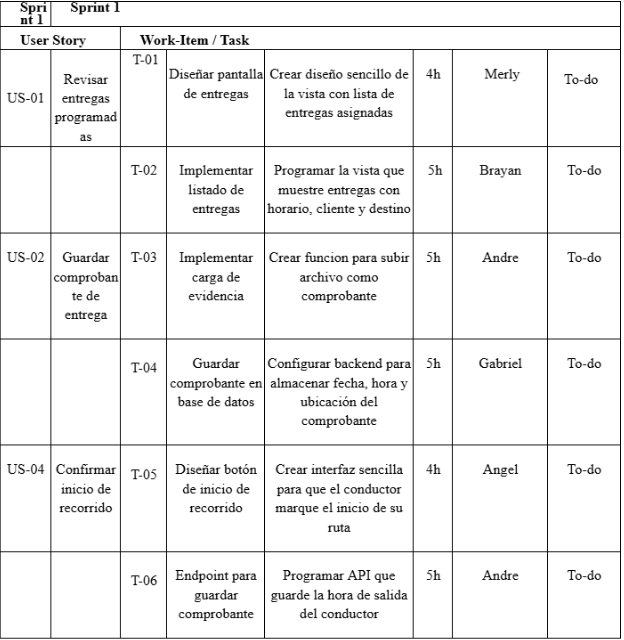 Spri
nt 1
Sprint 1
User Story
Work-Item / Task
US-01
Revisar
entregas
programad
as
T-01
Diseñar pantalla
de entregas
Crear diseño sencillo de
la vista con lista de
entregas asignadas
4h
Merly
To-do
T-02
Implementar
listado de
entregas
Programar la vista que
muestre entregas con
horario, cliente y destino
5h
Brayan
To-do
US-02
Guardar
comproban
te de
entrega
T-03
Implementar
carga de
evidencia
Crear funcion para subir
archivo como
comprobante
5h
Andre
To-do
T-04
Guardar
comprobante en
base de datos
Configurar backend para
almacenar fecha, hora y
ubicación del
comprobante
5h
Gabriel
To-do
US-04
Confirmar
inicio de
recorrido
T-05
Diseñar botón
de inicio de
recorrido
Crear interfaz sencilla
para que el conductor
marque el inicio de su
ruta
4h
Angel
To-do
T-06
Endpoint para
guardar
comprobante
Programar API que
guarde la hora de salida
del conductor
5h
Andre
To-do